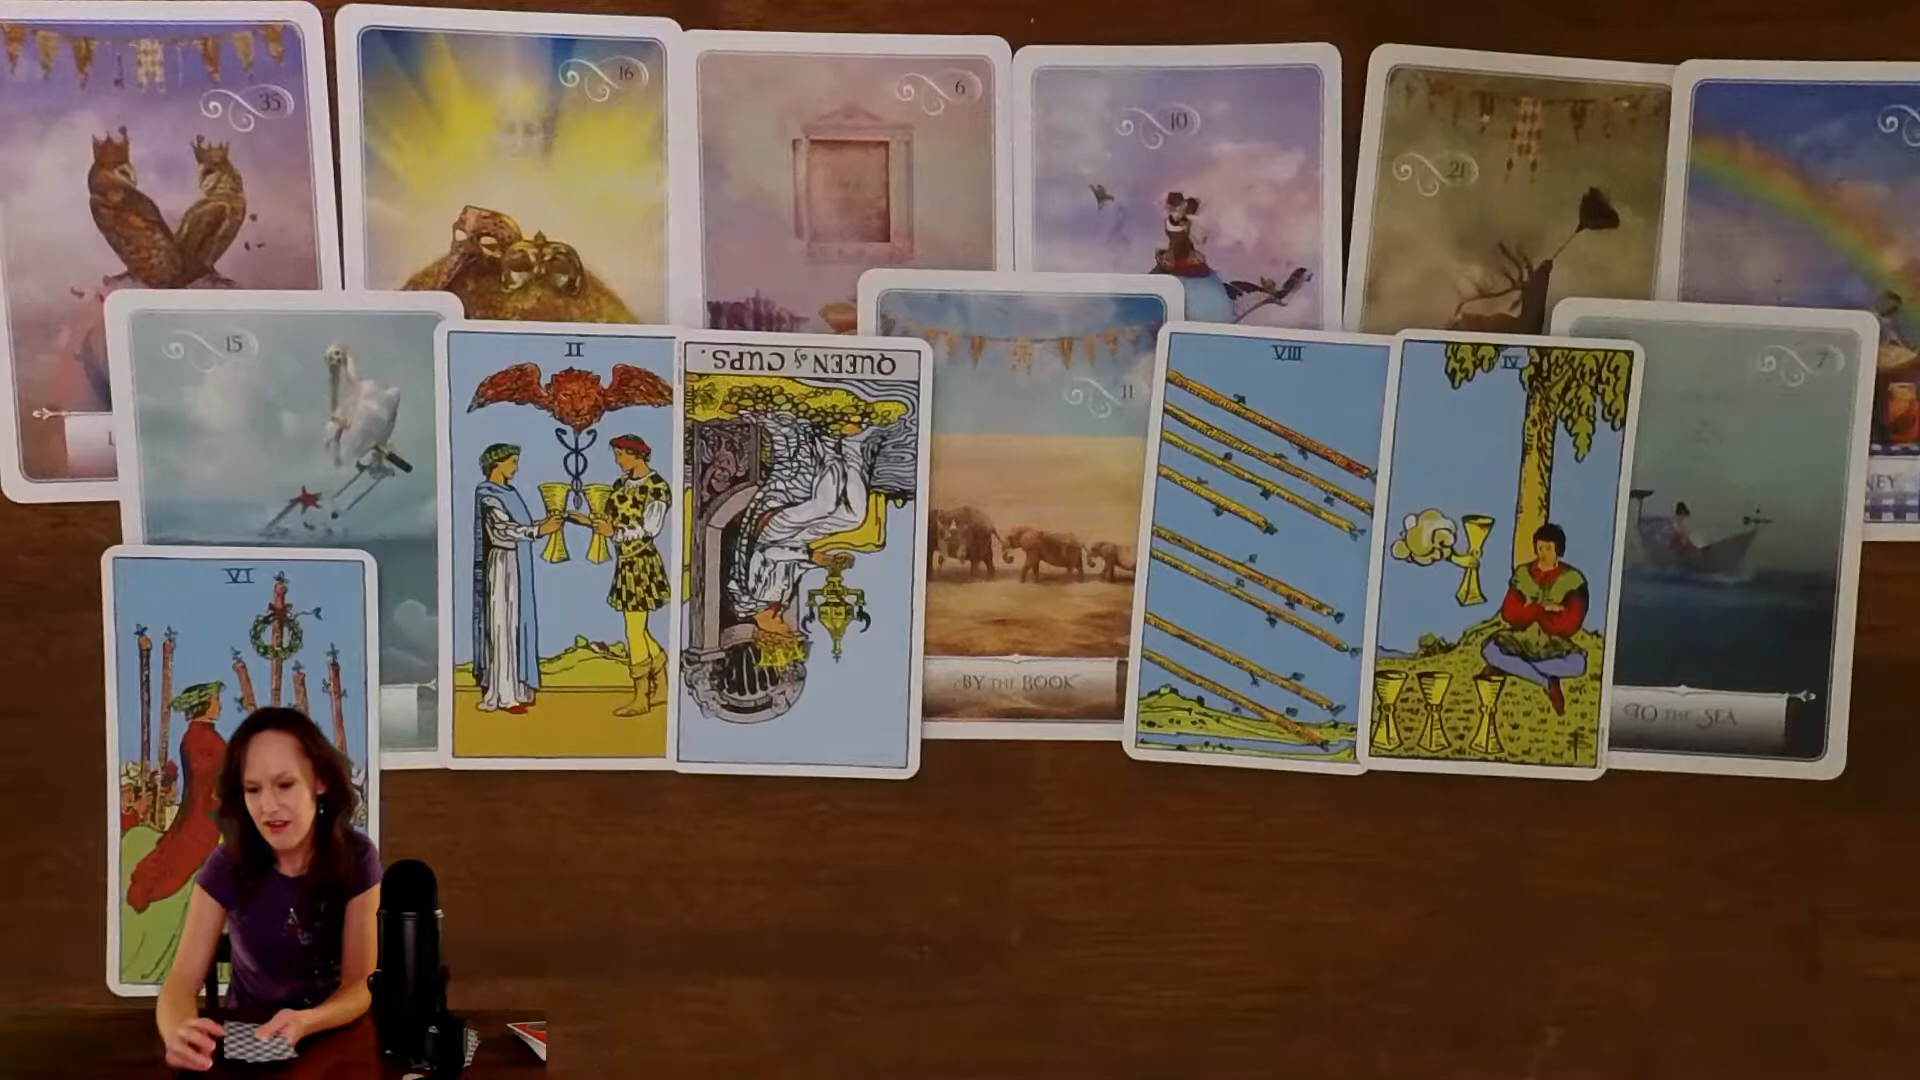 35
16
6
10
21
15
II
QUEEN of CUPS.
11
VIII
IV
7
NEY
BY THE BOOK
TO THE SEA
VI